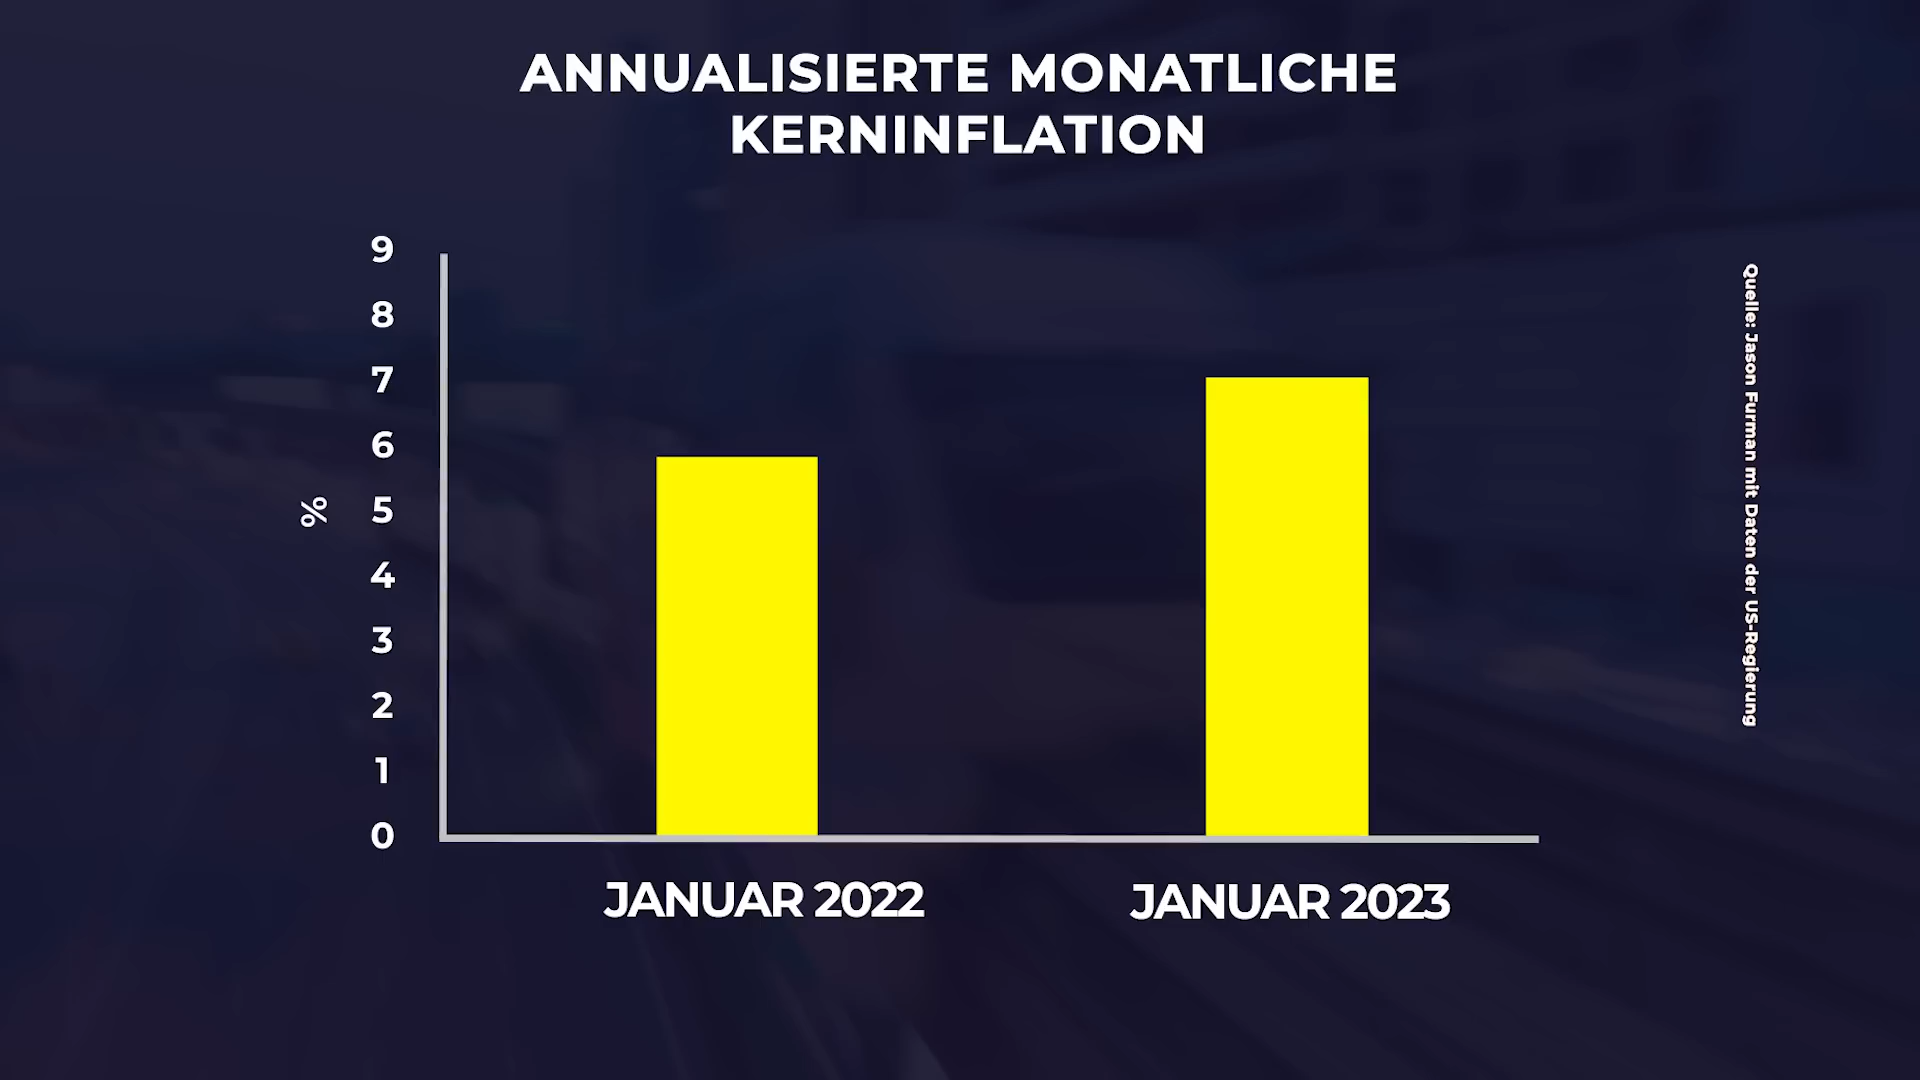 ANNUALISIERTE MONATLICHE
KERNINFLATION
9
8
7
6
5
4
3
2
1
0
%
JANUAR 2022
JANUAR 2023
Quelle: Jason Furman mit Daten der US-Regierung